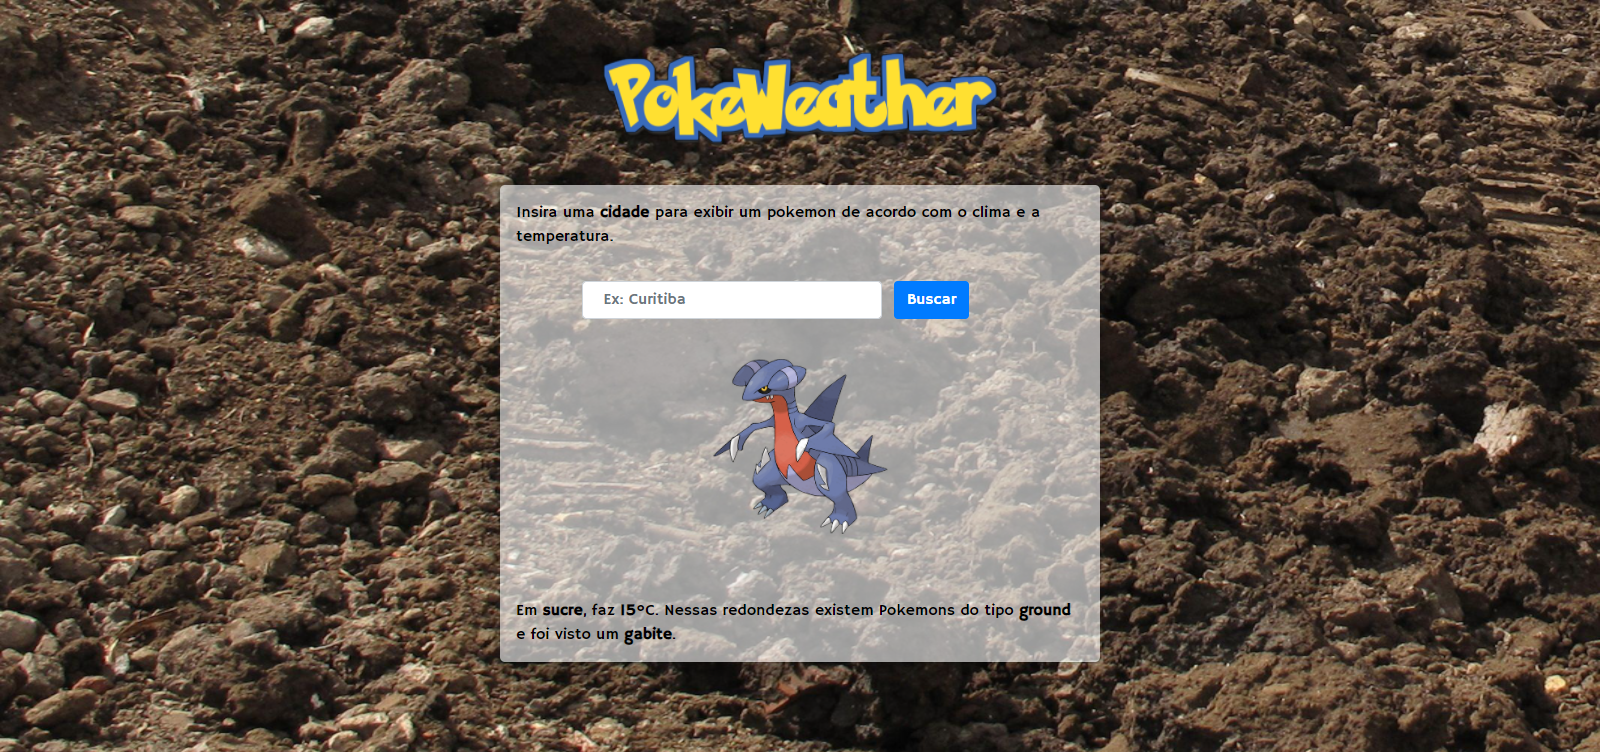 PokeWeather
Insira uma cidade para exibir um pokemon de acordo com o clima e a
temperatura.
Ex: Curitiba
Buscar
Em sucre, faz 15°C. Nessas redondezas existem Pokemons do tipo ground
e foi visto um gabite.